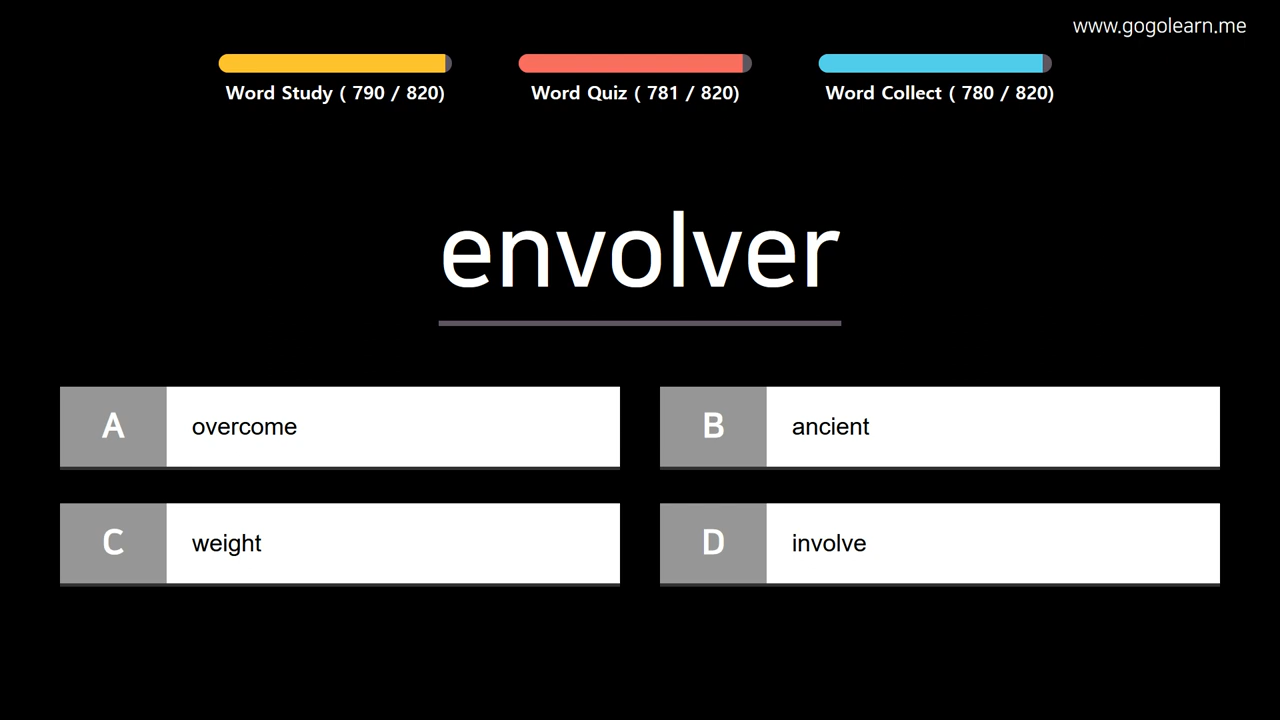 www.gogolearn.me
Word Study ( 790 / 820)
Word Quiz ( 781 / 820)
Word Collect ( 780 / 820)
envolver
A overcome
B ancient
C weight
D involve